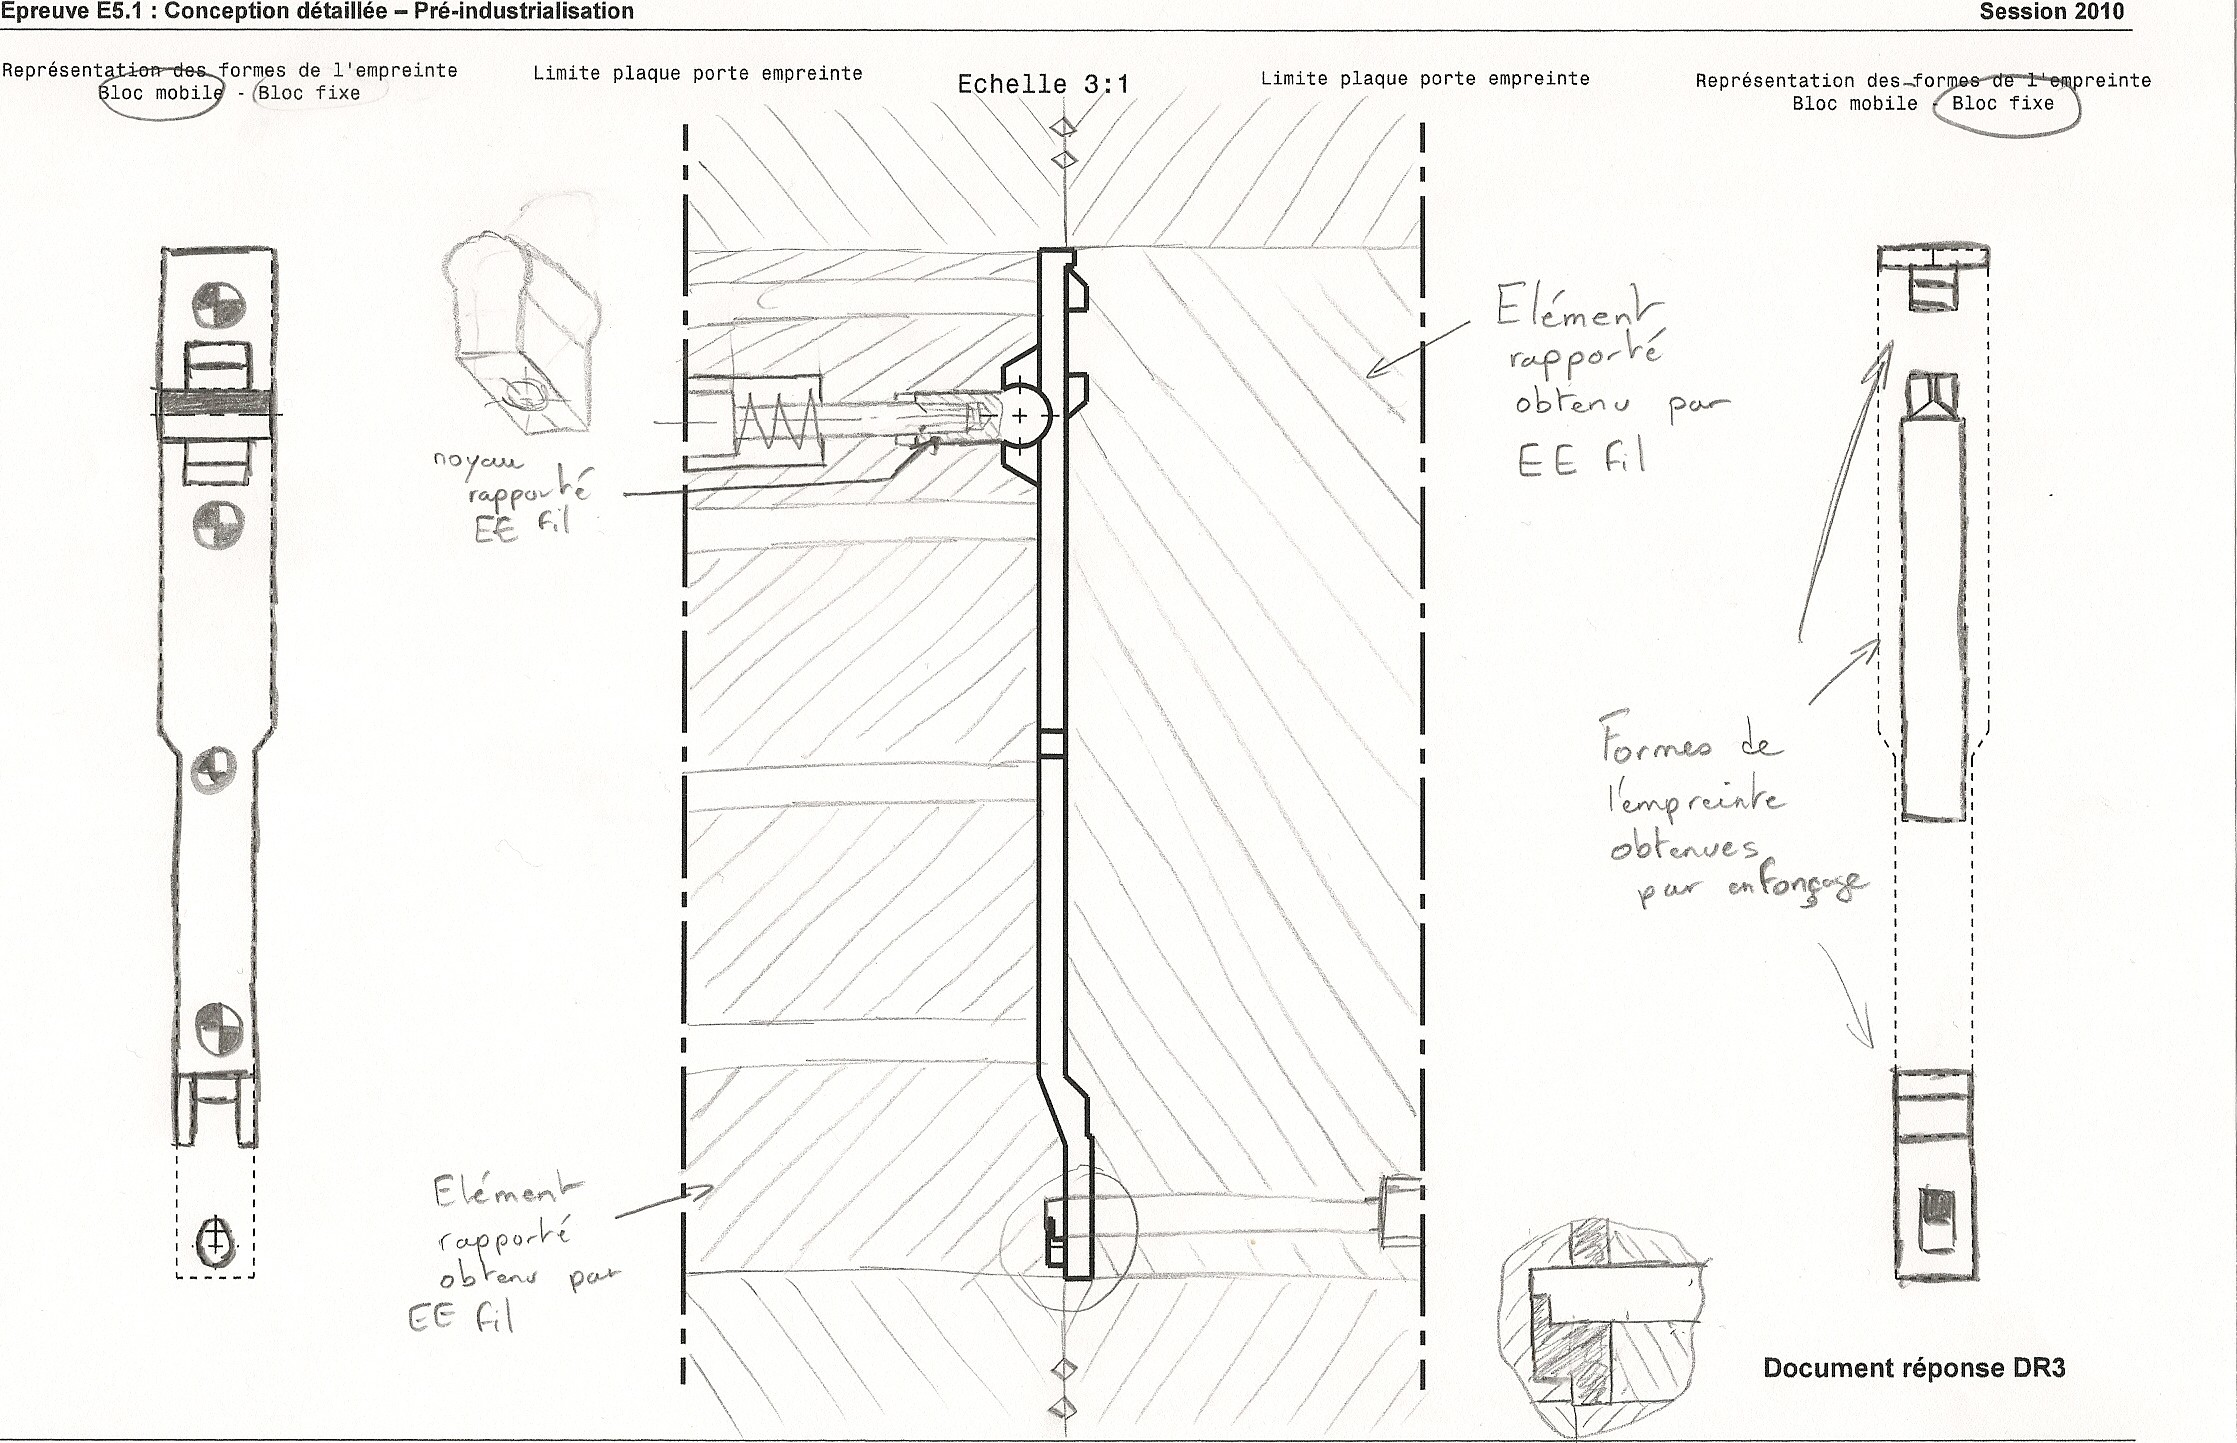 Epreuve E5.1 : Conception détaillée – Pré-industrialisation
Session 2010
Représentation des formes de l'empreinte
Bloc mobile - Bloc fixe
Limite plaque porte empreinte
Echelle 3:1
Limite plaque porte empreinte
Représentation des formes de l'empreinte
Bloc mobile - Bloc fixe
noyau
rapporté
EE fil
Elément
rapporté
obtenu par
EE fil
Formes de
l'empreinte
obtenues
par enfonçage
Elément
rapporté
obtenu par
EE fil
Document réponse DR3